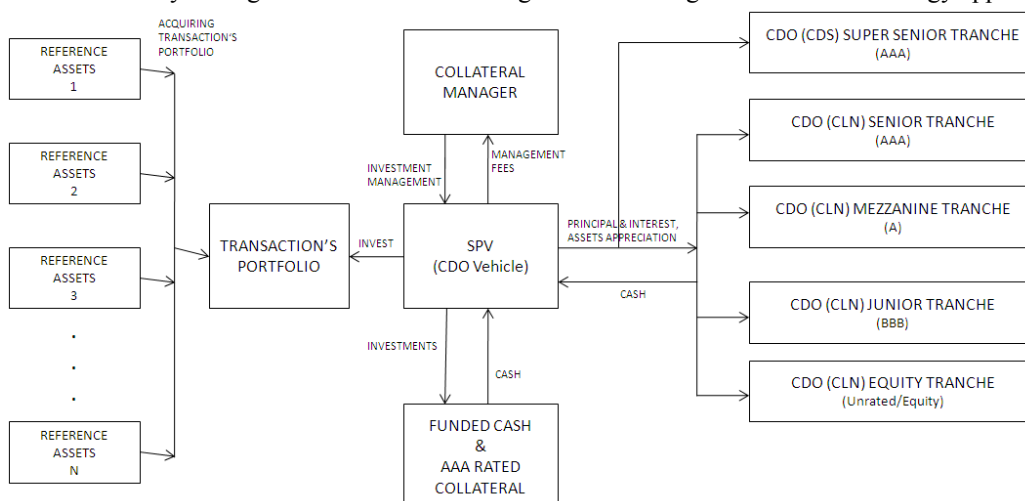 ACQUIRING
TRANSACTION'S
PORTFOLIO
REFERENCE
ASSETS
1
REFERENCE
ASSETS
2
REFERENCE
ASSETS
3
.
.
.
REFERENCE
ASSETS
N
TRANSACTION'S
PORTFOLIO
INVEST
COLLATERAL
MANAGER
INVESTMENT
MANAGEMENT
MANAGEMENT
FEES
SPV
(CDO Vehicle)
INVESTMENTS
CASH
FUNDED CASH
&
AAA RATED
COLLATERAL
PRINCIPAL & INTEREST,
ASSETS APPRECIATION
CASH
CDO (CDS) SUPER SENIOR TRANCHE
(AAA)
CDO (CLN) SENIOR TRANCHE
(AAA)
CDO (CLN) MEZZANINE TRANCHE
(A)
CDO (CLN) JUNIOR TRANCHE
(BBB)
CDO (CLN) EQUITY TRANCHE
(Unrated/Equity)